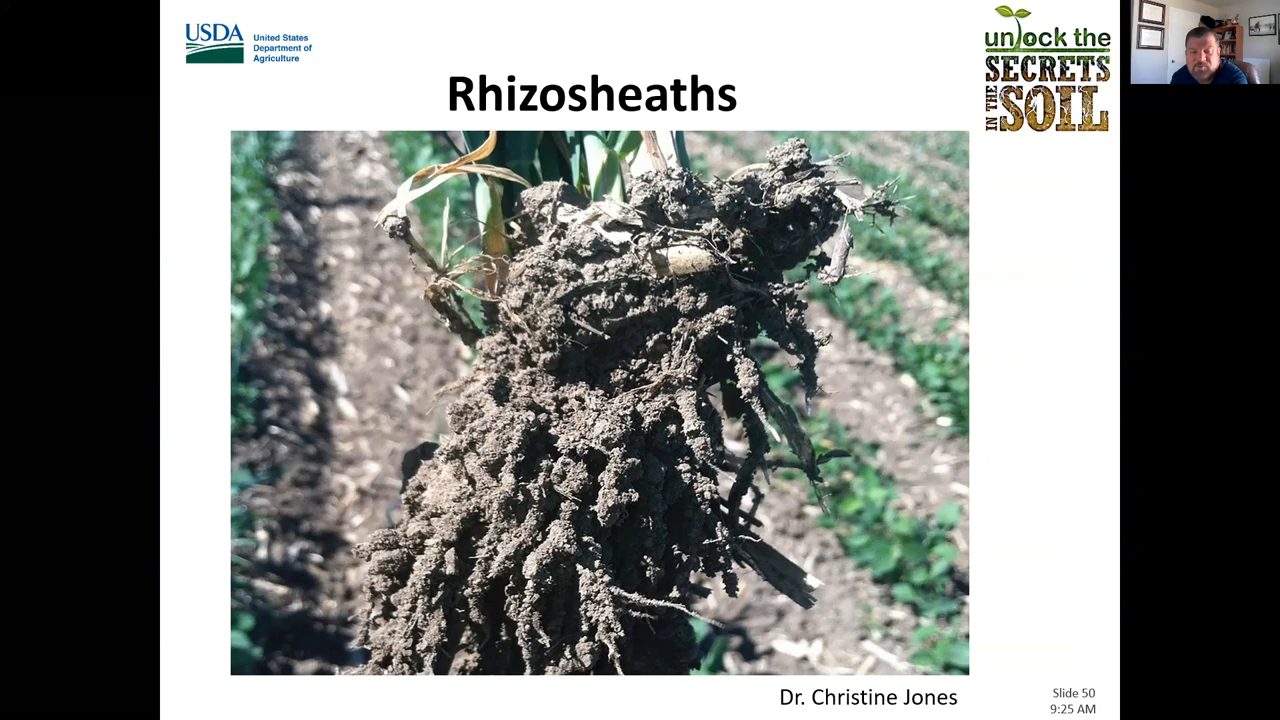 USDA
United States
Department of
Agriculture
unlock the
SECRETS
IN THE
SOIL
Rhizosheaths
Dr. Christine Jones
Slide 50
9:25 AM